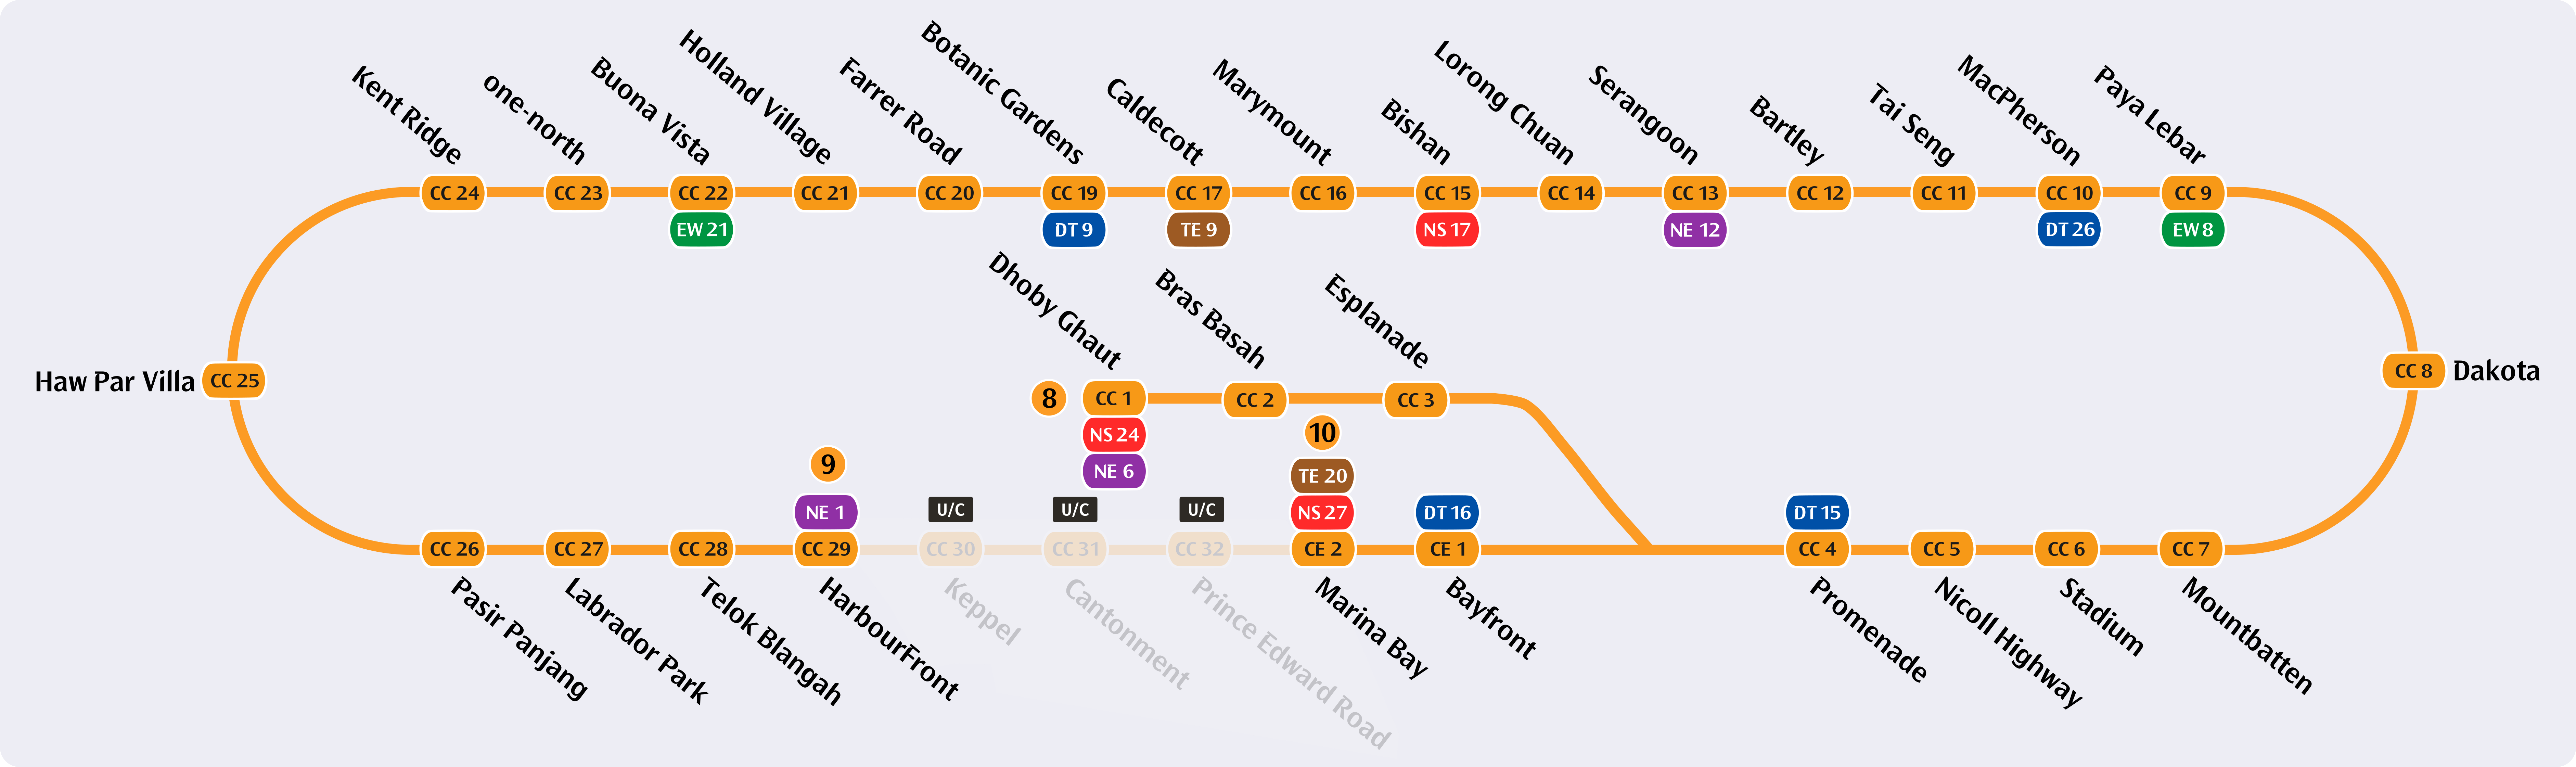 Kent Ridge
one-north
Buona Vista
Holland Village
Farrer Road
Botanic Gardens
Caldecott
Marymount
Bishan
Lorong Chuan
Serangoon
Bartley
Tai Seng
MacPherson
Paya Lebar
CC 24
CC 23
CC 22
CC 21
CC 20
CC 19
CC 17
CC 16
CC 15
CC 14
CC 13
CC 12
CC 11
CC 10
CC 9
EW 21
DT 9
TE 9
NS 17
NE 12
DT 26
EW 8
Dhoby Ghaut
Bras Basah
Esplanade
Haw Par Villa
CC 25
CC 8
Dakota
8
CC 1
CC 2
CC 3
NS 24
NE 6
10
9
TE 20
NE 1
U/C
U/C
U/C
NS 27
DT 16
DT 15
CC 26
CC 27
CC 28
CC 29
CC 30
CC 31
CC 32
CE 2
CE 1
CC 4
CC 5
CC 6
CC 7
Pasir Panjang
Labrador Park
Telok Blangah
HarbourFront
Keppel
Cantonment
Prince Edward Road
Marina Bay
Bayfront
Promenade
Nicoll Highway
Stadium
Mountbatten